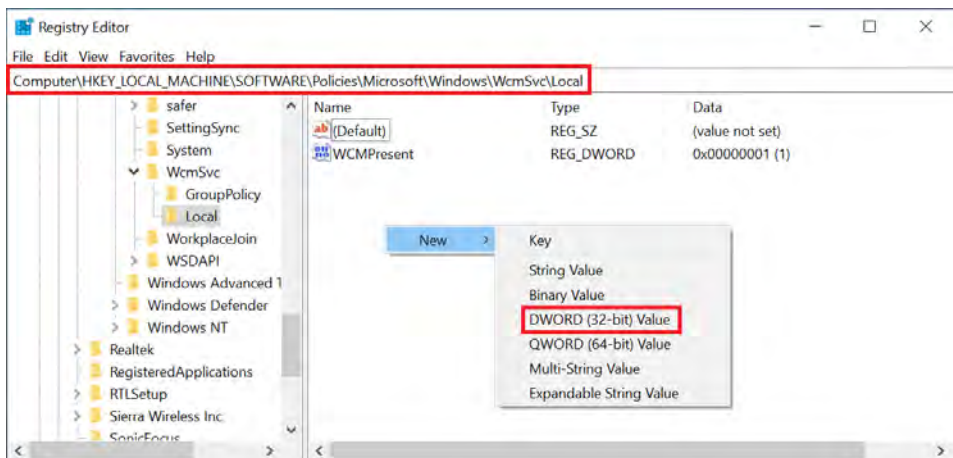 Registry Editor
File Edit View Favorites Help
Computer\HKEY_LOCAL_MACHINE\SOFTWARE\Policies\Microsoft\Windows\WcmSvc\Local
safer
SettingSync
System
WcmSvc
GroupPolicy
Local
WorkplaceJoin
WSDAPI
Windows Advanced T
Windows Defender
Windows NT
Realtek
RegisteredApplications
RTLSetup
Sierra Wireless Inc.
SonicFocus
Name Type Data
(Default) REG_SZ (value not set)
WCMPresent REG_DWORD 0x00000001 (1)
New
Key
String Value
Binary Value
DWORD (32-bit) Value
QWORD (64-bit) Value
Multi-String Value
Expandable String Value